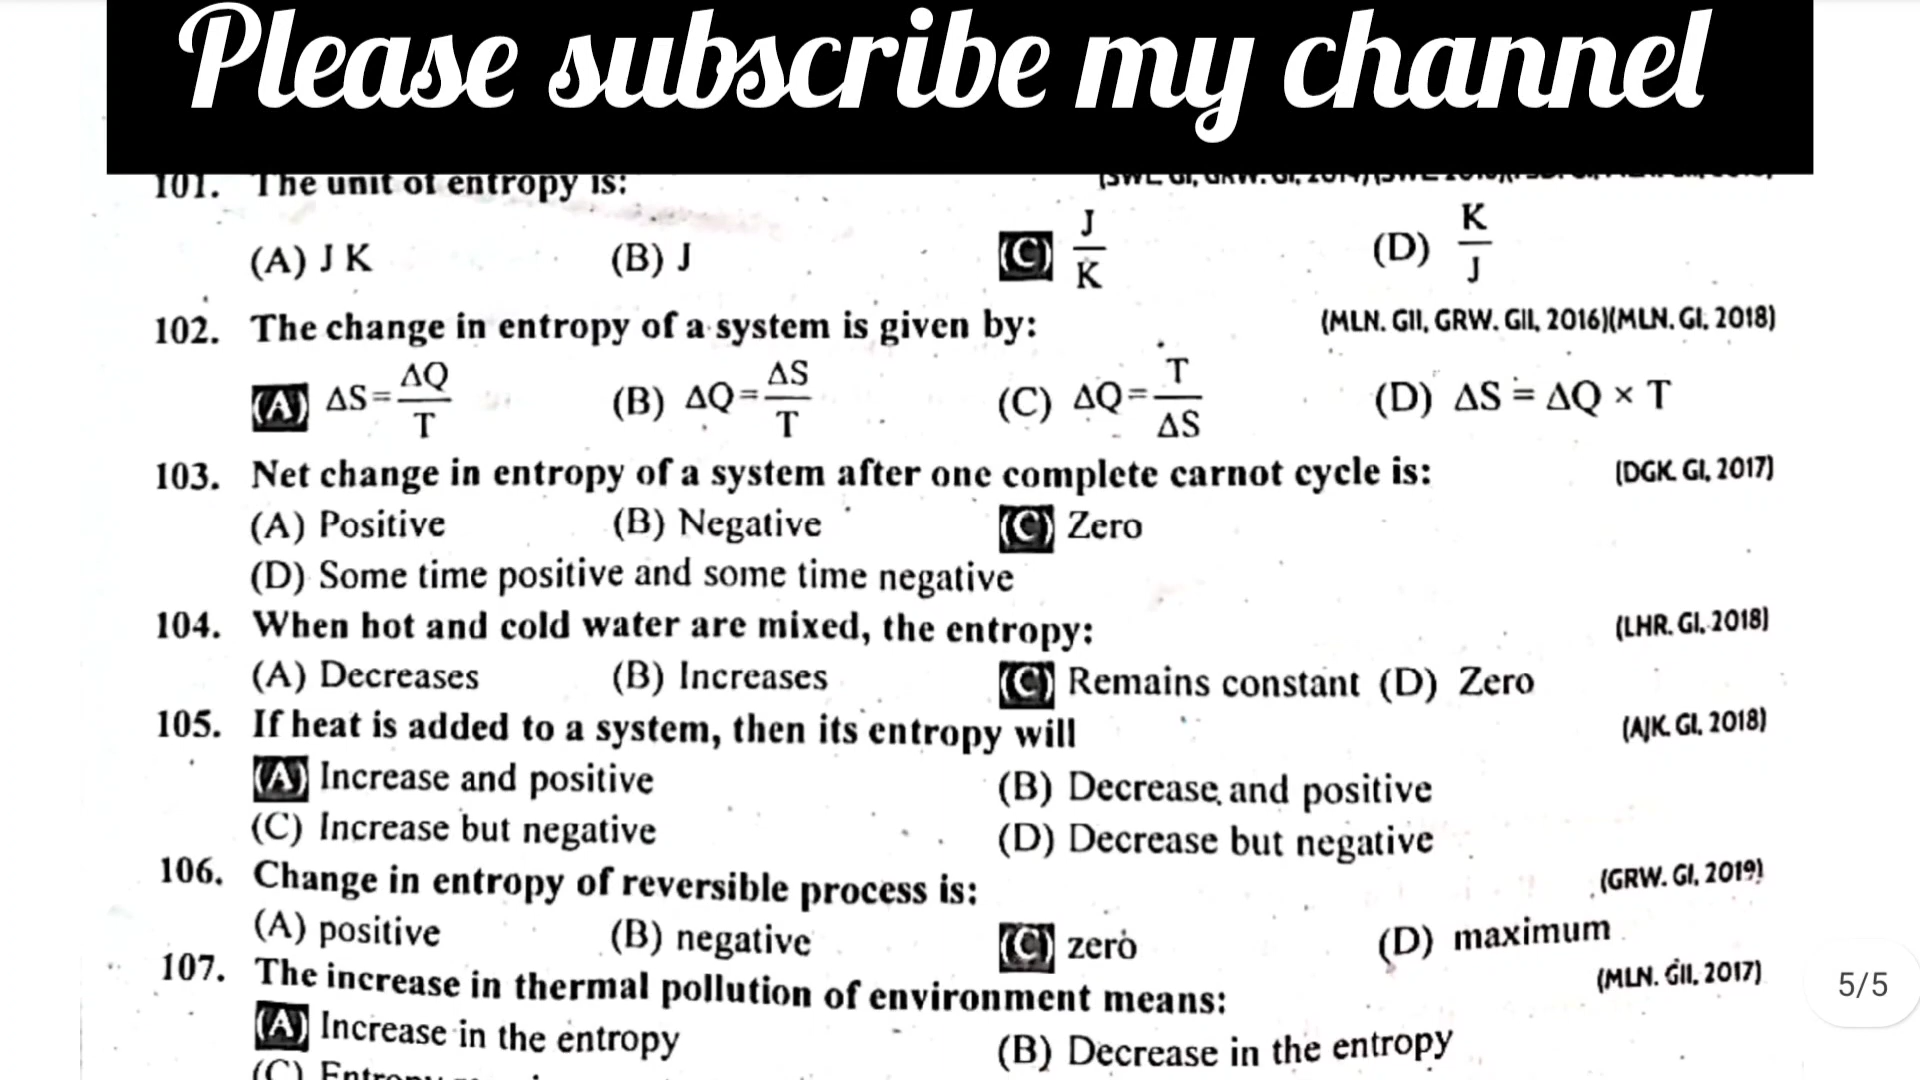 Please subscribe my channel
101. The unit of entropy is:
(A) J K (B) J (C) J/K (D) K/J
102. The change in entropy of a system is given by: (MLN. GII, GRW. GII, 2016)(MLN. GI, 2018)
(A) ΔS=ΔQ/T (B) ΔQ=ΔS/T (C) ΔQ=T/ΔS (D) ΔS = ΔQ × T
103. Net change in entropy of a system after one complete carnot cycle is: (DGK. GI, 2017)
(A) Positive (B) Negative (C) Zero
(D) Some time positive and some time negative
104. When hot and cold water are mixed, the entropy: (LHR. GI, 2018)
(A) Decreases (B) Increases (C) Remains constant (D) Zero
105. If heat is added to a system, then its entropy will (AJK. GI, 2018)
(A) Increase and positive (B) Decrease and positive
(C) Increase but negative (D) Decrease but negative
106. Change in entropy of reversible process is: (GRW. GI, 2019)
(A) positive (B) negative (C) zero (D) maximum
107. The increase in thermal pollution of environment means: (MLN. GII, 2017)
(A) Increase in the entropy (B) Decrease in the entropy
(C) Entropy
5/5